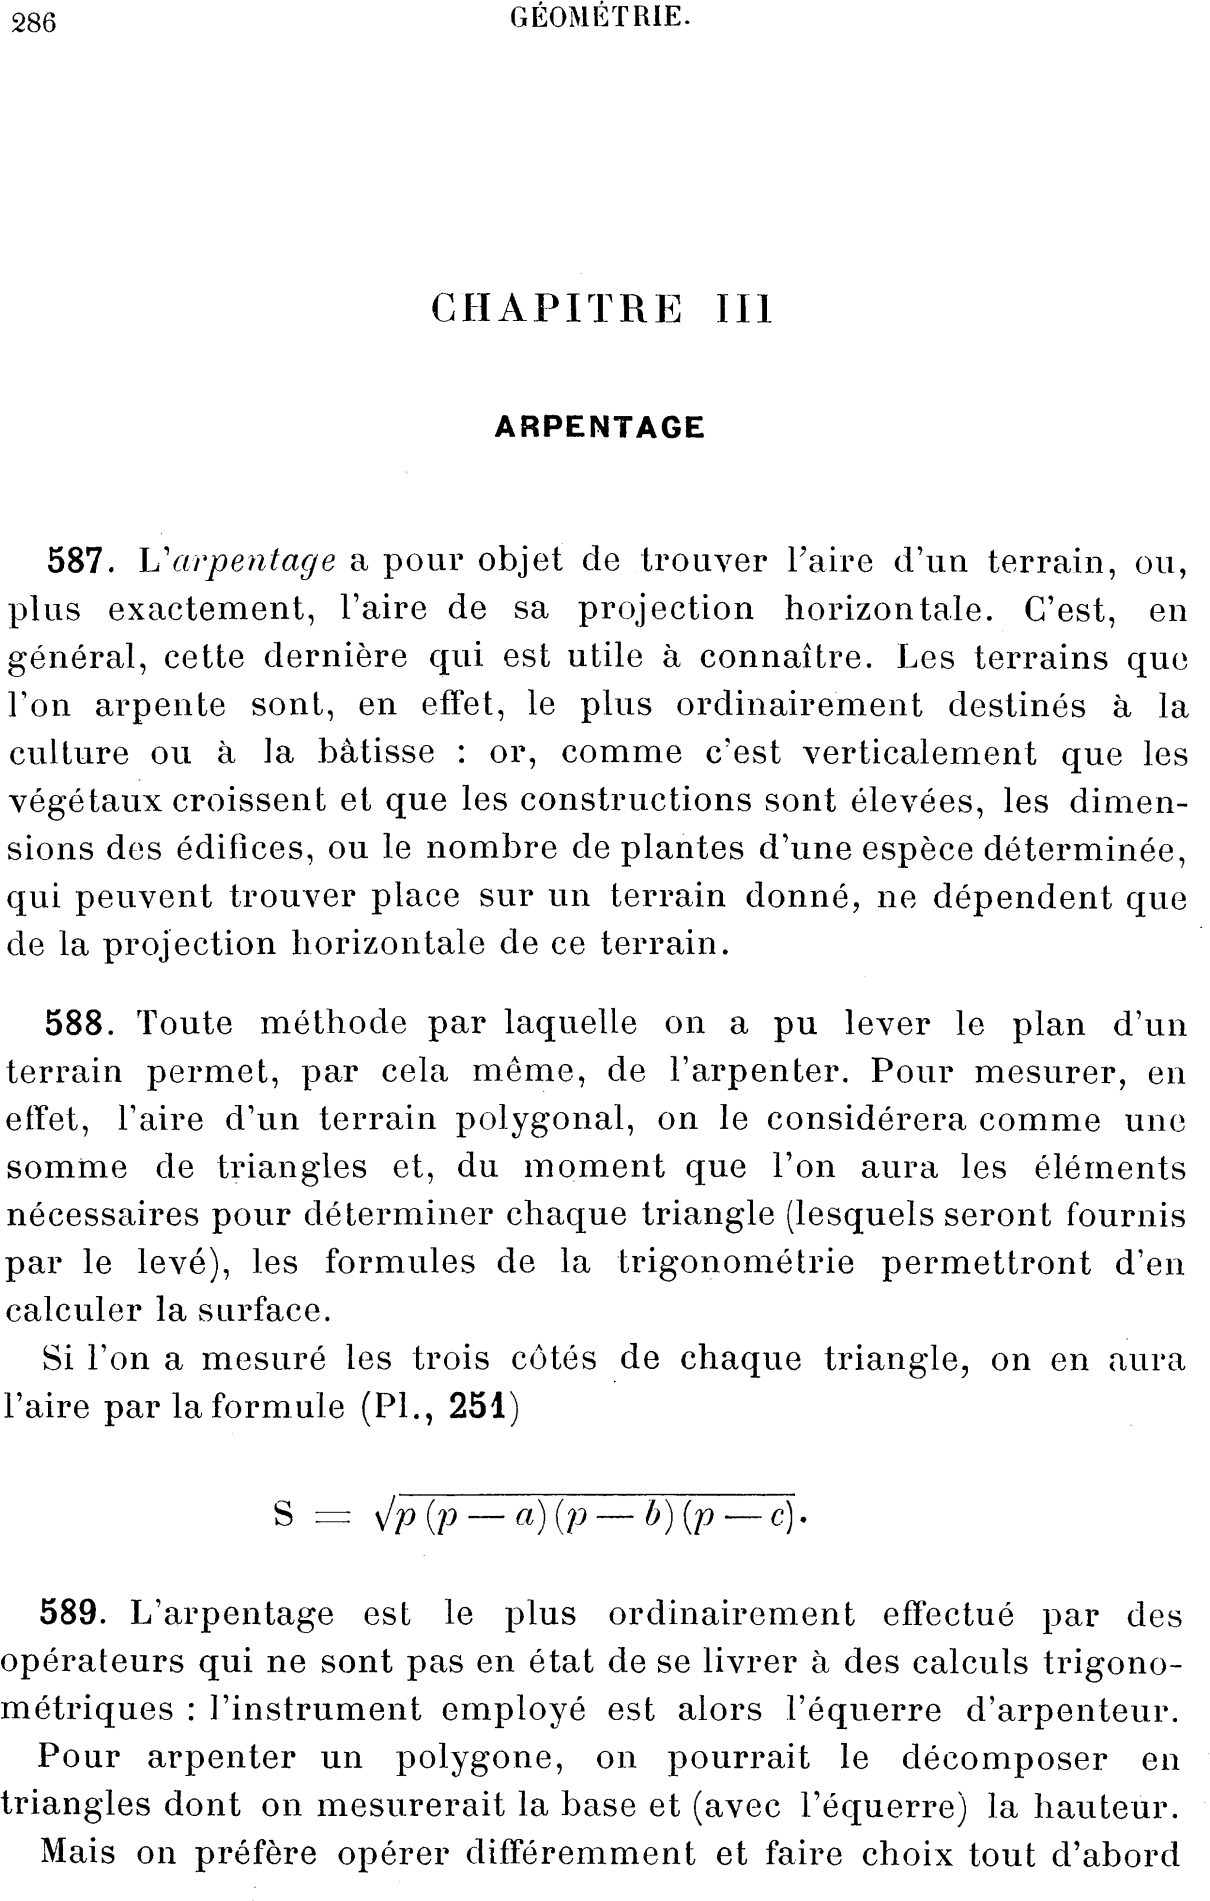 286 GÉOMÉTRIE.
CHAPITRE III
ARPENTAGE
587. L'arpentage a pour objet de trouver l'aire d'un terrain, ou,
plus exactement, l'aire de sa projection horizontale. C'est, en
général, cette dernière qui est utile à connaître. Les terrains que
l'on arpente sont, en effet, le plus ordinairement destinés à la
culture ou à la bâtisse : or, comme c'est verticalement que les
végétaux croissent et que les constructions sont élevées, les dimen-
sions des édifices, ou le nombre de plantes d'une espèce déterminée,
qui peuvent trouver place sur un terrain donné, ne dépendent que
de la projection horizontale de ce terrain.
588. Toute méthode par laquelle on a pu lever le plan d'un
terrain permet, par cela même, de l'arpenter. Pour mesurer, en
effet, l'aire d'un terrain polygonal, on le considérera comme une
somme de triangles et, du moment que l'on aura les éléments
nécessaires pour déterminer chaque triangle (lesquels seront fournis
par le levé), les formules de la trigonométrie permettront d'en
calculer la surface.
Si l'on a mesuré les trois côtés de chaque triangle, on en aura
l'aire par la formule (Pl., 251)
S = √p (p — a) (p — b) (p — c).
589. L'arpentage est le plus ordinairement effectué par des
opérateurs qui ne sont pas en état de se livrer à des calculs trigono-
métriques : l'instrument employé est alors l'équerre d'arpenteur.
Pour arpenter un polygone, on pourrait le décomposer en
triangles dont on mesurerait la base et (avec l'équerre) la hauteur.
Mais on préfère opérer différemment et faire choix tout d'abord